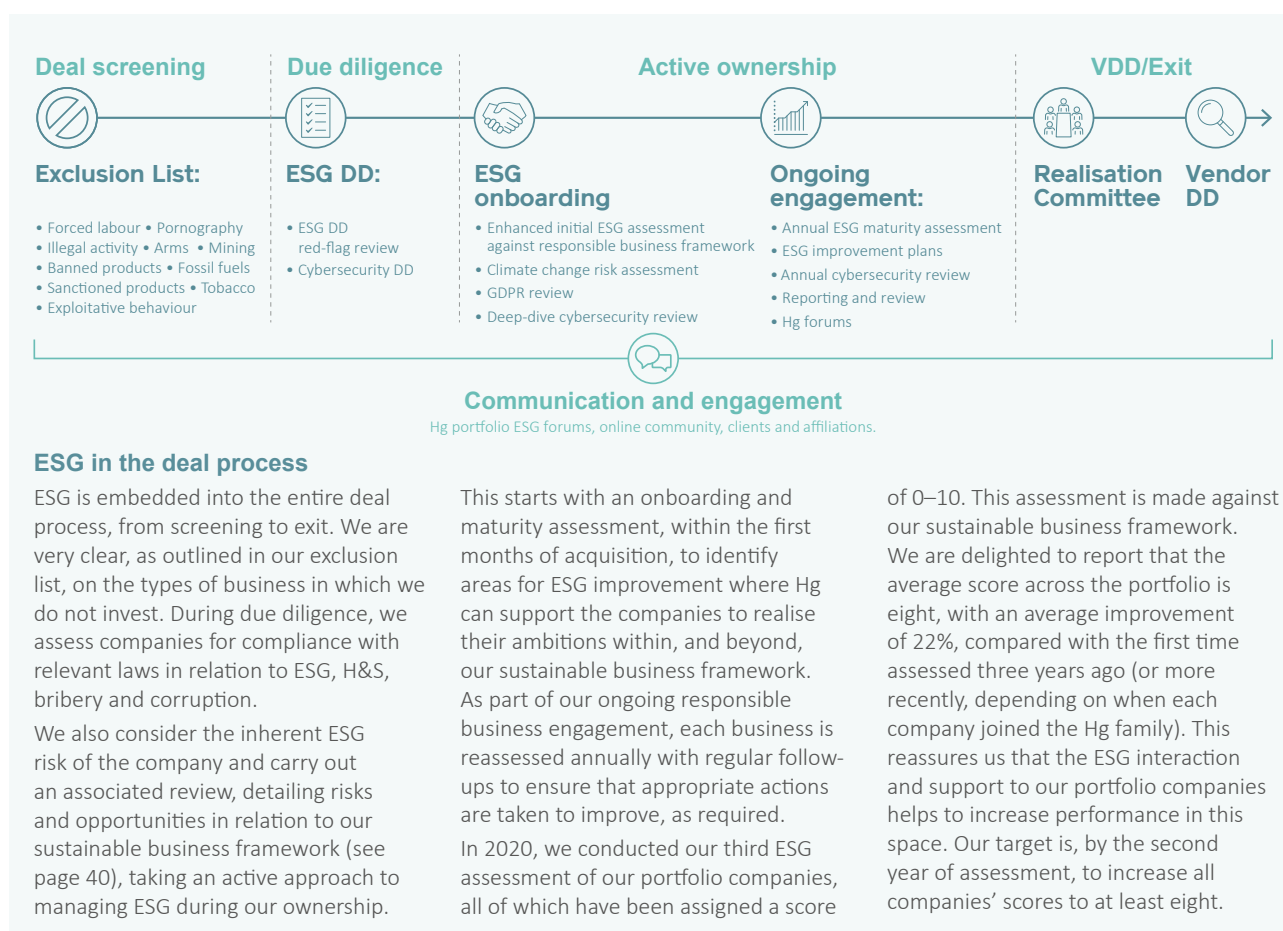 Deal screening
Due diligence
Active ownership
VDD/Exit
Exclusion List:
• Forced labour • Pornography
• Illegal activity • Arms • Mining
• Banned products • Fossil fuels
• Sanctioned products • Tobacco
• Exploitative behaviour
ESG DD:
• ESG DD
red-flag review
• Cybersecurity DD
ESG
onboarding
• Enhanced initial ESG assessment
against responsible business framework
• Climate change risk assessment
• GDPR review
• Deep-dive cybersecurity review
Ongoing
engagement:
• Annual ESG maturity assessment
• ESG improvement plans
• Annual cybersecurity review
• Reporting and review
• Hg forums
Realisation
Committee
Vendor
DD
Communication and engagement
Hg portfolio ESG forums, online community, clients and affiliations.
ESG in the deal process
ESG is embedded into the entire deal
process, from screening to exit. We are
very clear, as outlined in our exclusion
list, on the types of business in which we
do not invest. During due diligence, we
assess companies for compliance with
relevant laws in relation to ESG, H&S,
bribery and corruption.
We also consider the inherent ESG
risk of the company and carry out
an associated review, detailing risks
and opportunities in relation to our
sustainable business framework (see
page 40), taking an active approach to
managing ESG during our ownership.
This starts with an onboarding and
maturity assessment, within the first
months of acquisition, to identify
areas for ESG improvement where Hg
can support the companies to realise
their ambitions within, and beyond,
our sustainable business framework.
As part of our ongoing responsible
business engagement, each business is
reassessed annually with regular follow-
ups to ensure that appropriate actions
are taken to improve, as required.
In 2020, we conducted our third ESG
assessment of our portfolio companies,
all of which have been assigned a score
of 0–10. This assessment is made against
our sustainable business framework.
We are delighted to report that the
average score across the portfolio is
eight, with an average improvement
of 22%, compared with the first time
assessed three years ago (or more
recently, depending on when each
company joined the Hg family). This
reassures us that the ESG interaction
and support to our portfolio companies
helps to increase performance in this
space. Our target is, by the second
year of assessment, to increase all
companies’ scores to at least eight.